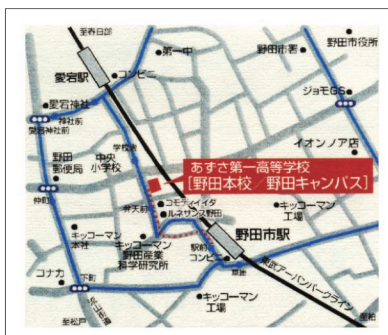 至春日部
第一中
野田市役所
野田市署
愛宕駅
コンビニ
ジョモGS
愛宕神社
神社前
愛宕神社前
学校前
イオンノア店
野田
郵便局
中央
小学校
あずさ第一高等学校
[野田本校/野田キャンパス]
仲町
コモディイイダ
弁天前
ルネサンス野田
キッコーマン
工場
キッコーマン
本社
キッコーマン
野田産業
科学研究所
野田市駅
駅前
コンビニ
東武アーバンパークライン
コナカ
下町
キッコーマン
工場
至松戸
至柏